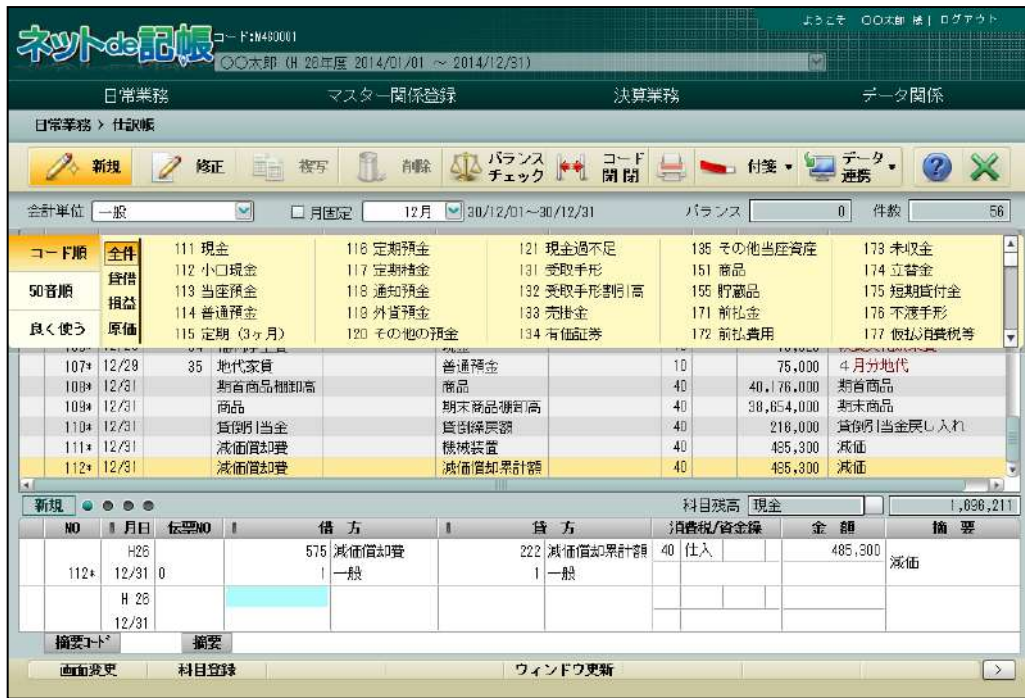 ようこそ 〇〇太郎 様 | ログアウト
ネットde記帳 コード:N460001
〇〇太郎 (H 26年度 2014/01/01 ～ 2014/12/31)
日常業務 マスター関係登録 決算業務 データ関係
日常業務 > 仕訳帳
新規 修正 複写 削除 バランスチェック コード開閉 付箋 データ連携
会計単位 一般 月固定 12月 30/12/01～30/12/31 バランス 0 件数 56
コード順 全件 111 現金 116 定期預金 121 現金過不足 135 その他当座資産 173 未収金
貸借 112 小口現金 117 定期積金 131 受取手形 151 商品 174 立替金
50音順 損益 113 当座預金 118 通知預金 132 受取手形割引高 155 貯蔵品 175 短期貸付金
良く使う 原価 114 普通預金 119 外貨預金 133 売掛金 171 前払金 176 不渡手形
115 定期(3ヶ月) 120 その他の預金 134 有価証券 172 前払費用 177 仮払消費税等
107* 12/29 35 地代家賃 普通預金 10 75,000 4月分地代
108* 12/31 期首商品棚卸高 商品 40 40,176,000 期首商品
109* 12/31 商品 期末商品棚卸高 40 38,654,000 期末商品
110* 12/31 貸倒引当金 貸倒繰戻額 40 216,000 貸倒引当金戻し入れ
111* 12/31 減価償却費 機械装置 40 485,300 減価
112* 12/31 減価償却費 減価償却累計額 40 485,300 減価
新規 科目残高 現金 1,696,211
NO 月日 伝票NO 借 方 貸 方 消費税/資金繰 金 額 摘 要
H26 575 減価償却費 222 減価償却累計額 40 仕入 485,300 減価
112* 12/31 0 1 一般 1 一般
H 26
12/31
摘要コード 摘要
画面変更 科目登録 ウィンドウ更新